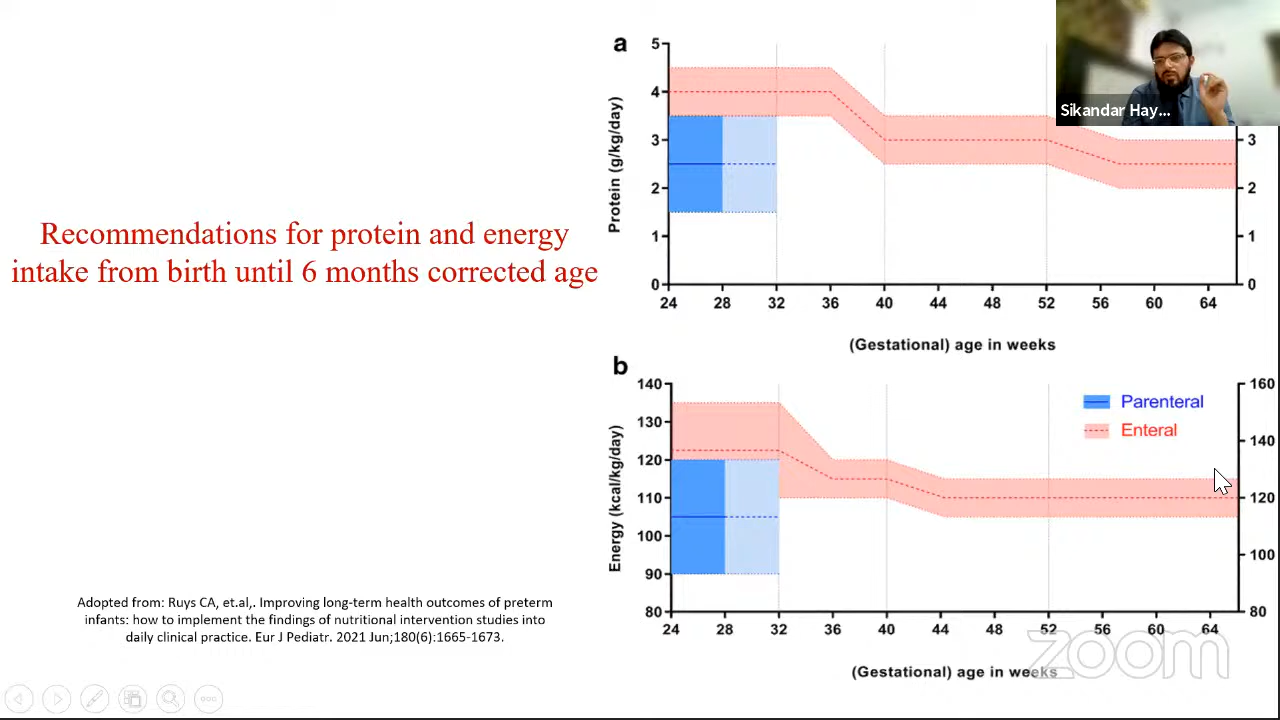 Recommendations for protein and energy
intake from birth until 6 months corrected age
Adopted from: Ruys CA, et.al,. Improving long-term health outcomes of preterm
infants: how to implement the findings of nutritional intervention studies into
daily clinical practice. Eur J Pediatr. 2021 Jun;180(6):1665-1673.
a
Protein (g/kg/day)
5
4
3
2
1
0
3
2
1
0
24 28 32 36 40 44 48 52 56 60 64
(Gestational) age in weeks
Sikandar Hay...
b
Energy (kcal/kg/day)
140
130
120
110
100
90
80
160
140
120
100
80
Parenteral
Enteral
24 28 32 36 40 44 48 52 56 60 64
(Gestational) age in weeks
zoom